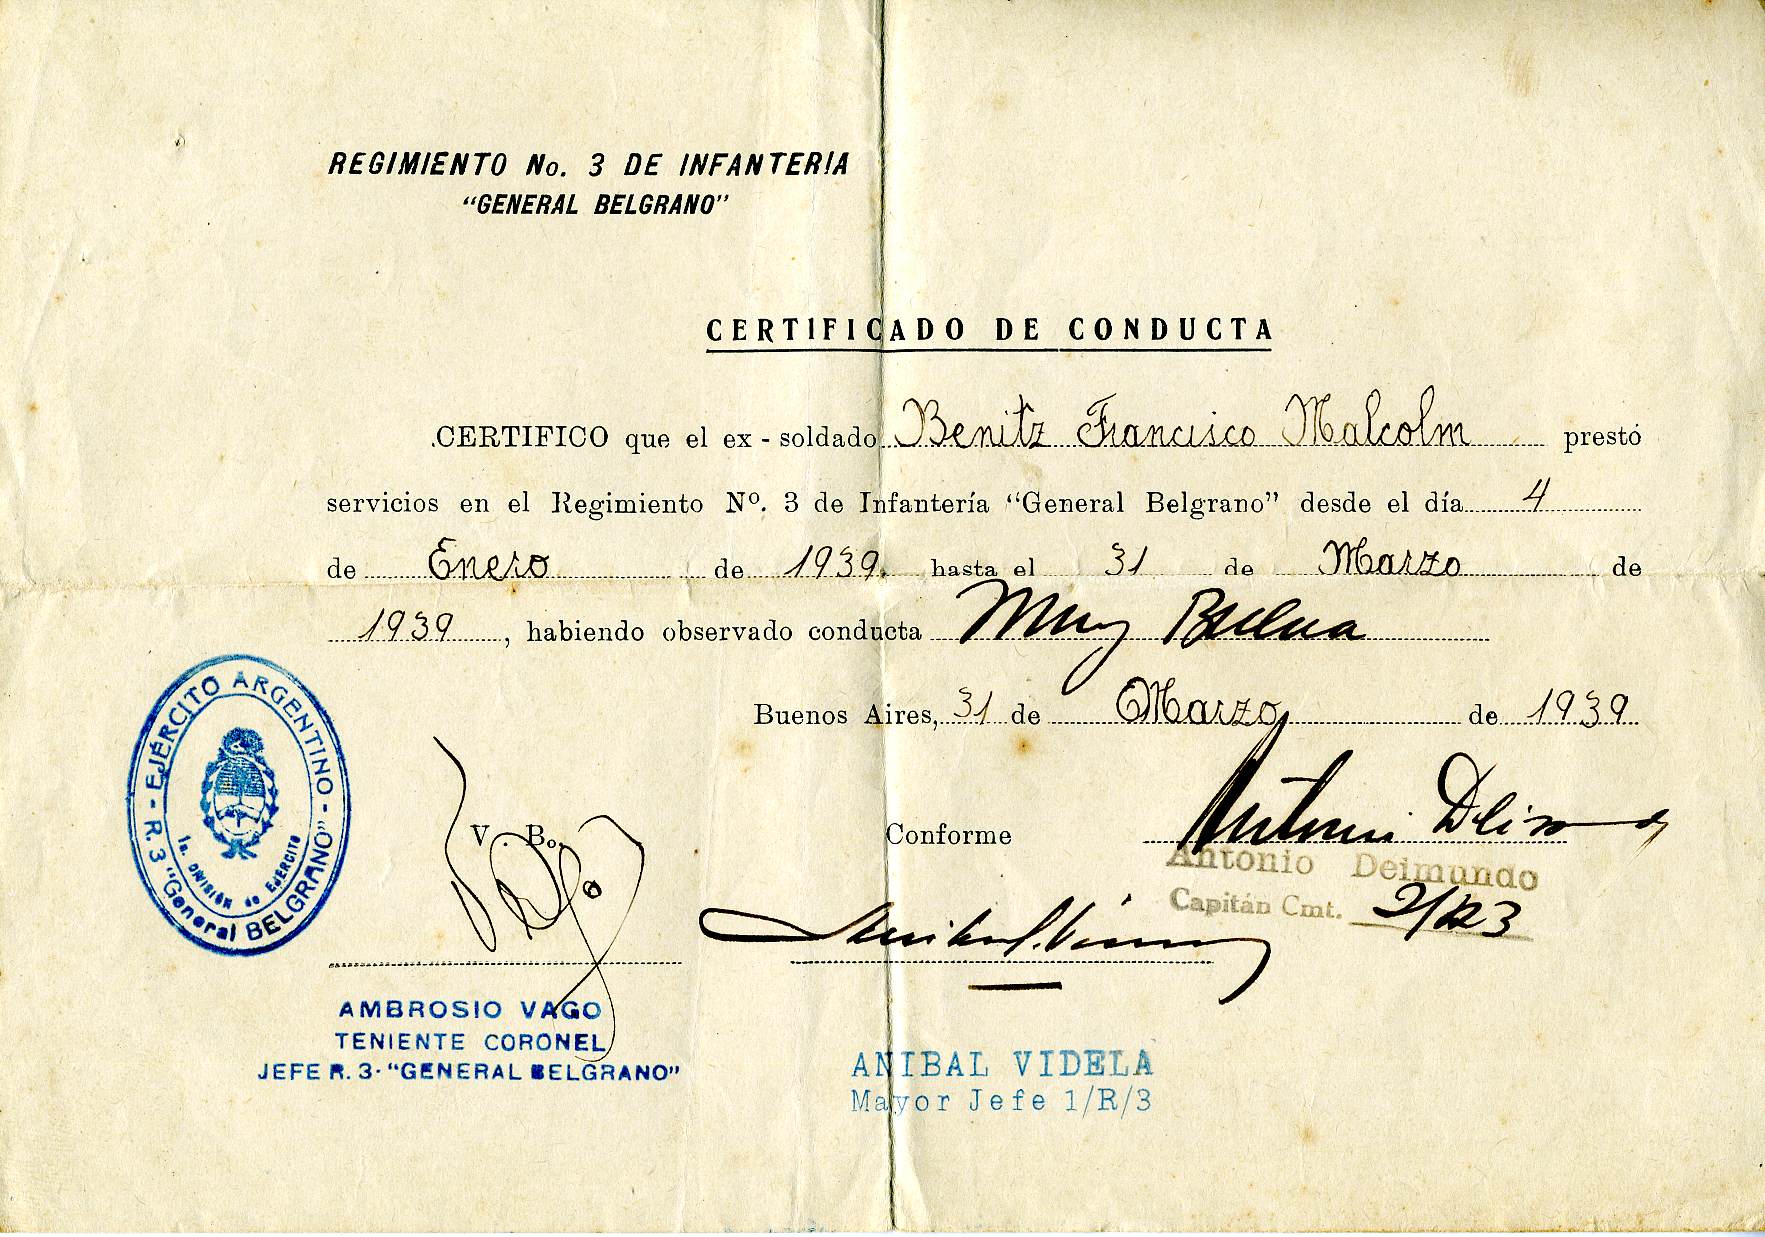 REGIMIENTO No. 3 DE INFANTERIA
"GENERAL BELGRANO"
CERTIFICADO DE CONDUCTA
CERTIFICO que el ex-soldado Benitz Francisco Malcolm prestó
servicios en el Regimiento Nº. 3 de Infantería "General Belgrano" desde el día 4
de Enero de 1939. hasta el 31 de Marzo de
1939, habiendo observado conducta Muy Buena
Buenos Aires, 31 de Marzo de 1939
EJÉRCITO ARGENTINO - R. 3 "General BELGRANO" -
1a. DIVISIÓN de EJERCITO
V. Bo.
Conforme
Antonio Deimundo
Capitán Cmt.
AMBROSIO VAGO
TENIENTE CORONEL
JEFE R. 3. "GENERAL BELGRANO"
ANIBAL VIDELA
Mayor Jefe 1/R/3